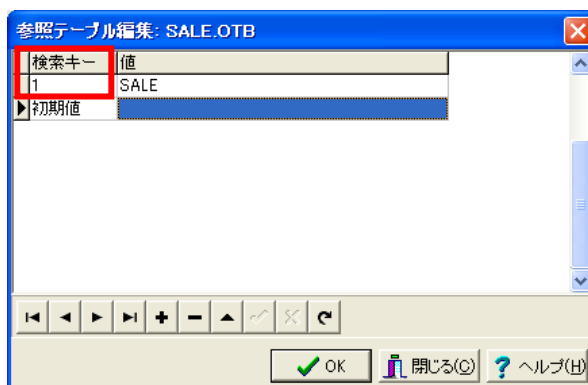 参照テーブル編集: SALE.OTB
検索キー 値
1 SALE
初期値
OK 閉じる(C) ? ヘルプ(H)